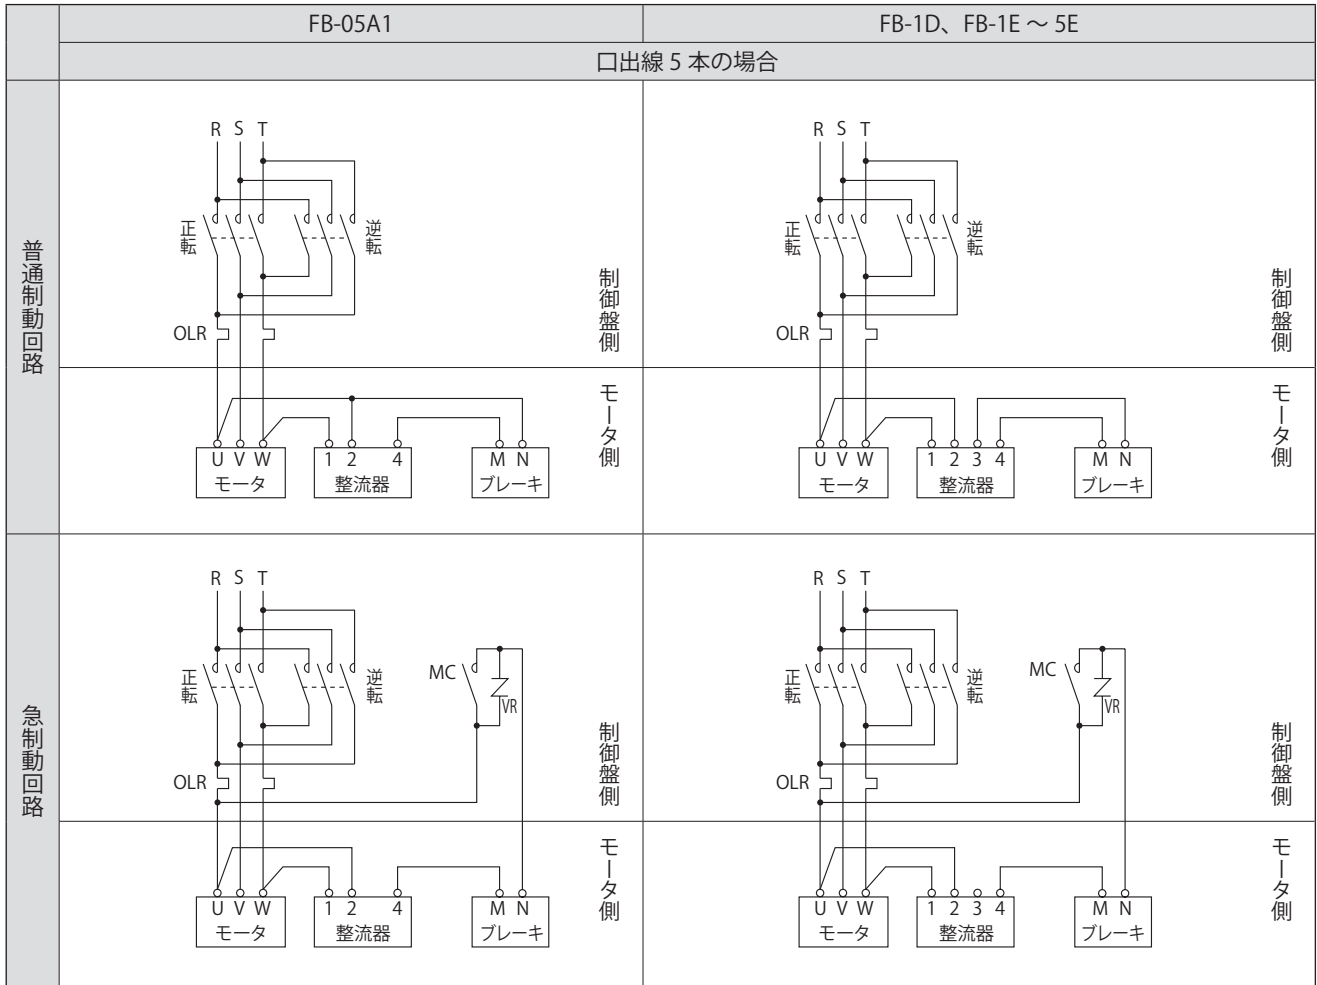 FB-05A1
FB-1D、FB-1E ～ 5E
口出線 5 本の場合
普通制動回路
R S T
正転
逆転
OLR
制御盤側
モータ側
U V W
モータ
1 2 4
整流器
M N
ブレーキ
R S T
正転
逆転
OLR
制御盤側
モータ側
U V W
モータ
1 2 3 4
整流器
M N
ブレーキ
急制動回路
R S T
正転
逆転
MC
VR
OLR
制御盤側
モータ側
U V W
モータ
1 2 4
整流器
M N
ブレーキ
R S T
正転
逆転
MC
VR
OLR
制御盤側
モータ側
U V W
モータ
1 2 3 4
整流器
M N
ブレーキ